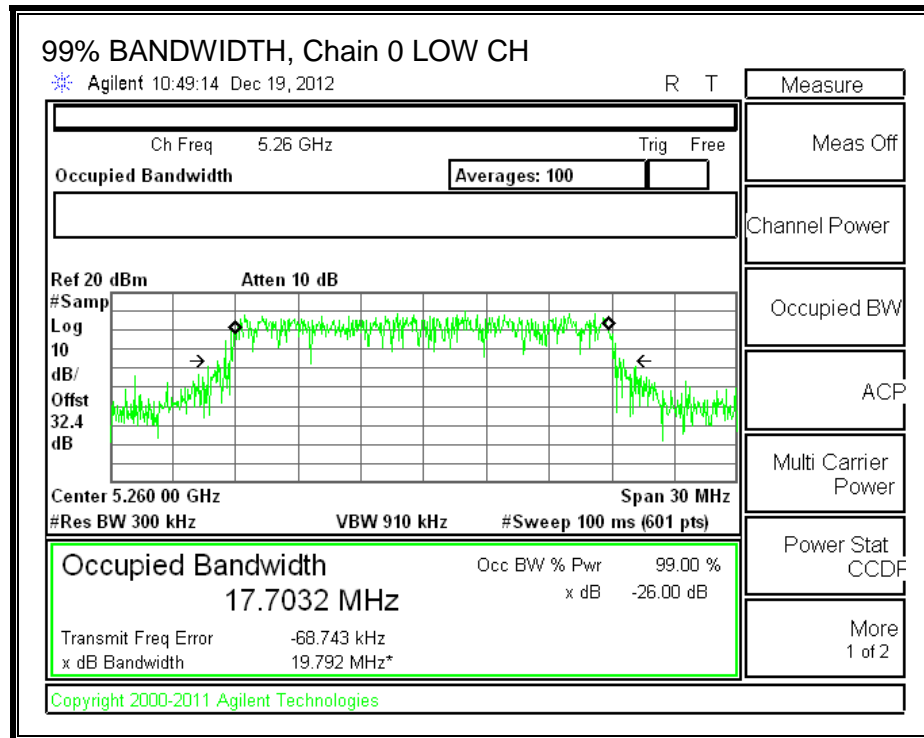 99% BANDWIDTH, Chain 0 LOW CH
Agilent 10:49:14 Dec 19, 2012 R T
Measure
Ch Freq 5.26 GHz Trig Free
Occupied Bandwidth Averages: 100
Meas Off
Channel Power
Occupied BW
ACP
Multi Carrier
Power
Power Stat
CCDF
More
1 of 2
Ref 20 dBm Atten 10 dB
#Samp
Log
10
dB/
Offst
32.4
dB
Center 5.260 00 GHz Span 30 MHz
#Res BW 300 kHz VBW 910 kHz #Sweep 100 ms (601 pts)
Occupied Bandwidth Occ BW % Pwr 99.00 %
17.7032 MHz x dB -26.00 dB
Transmit Freq Error -68.743 kHz
x dB Bandwidth 19.792 MHz*
Copyright 2000-2011 Agilent Technologies